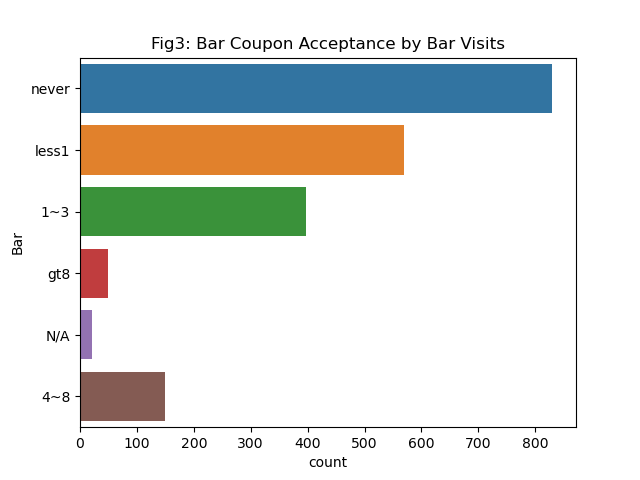 Fig3: Bar Coupon Acceptance by Bar Visits
never
less1
1~3
gt8
N/A
4~8
Bar
0 100 200 300 400 500 600 700 800
count